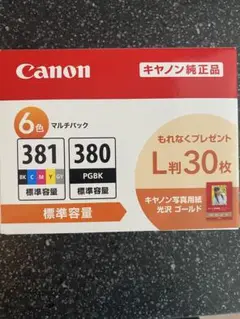 Canon
キヤノン純正品
6色 マルチパック
381
BK C M Y GY
標準容量
380
PGBK
標準容量
標準容量
もれなくプレゼント
L判30枚
キヤノン写真用紙
光沢 ゴールド